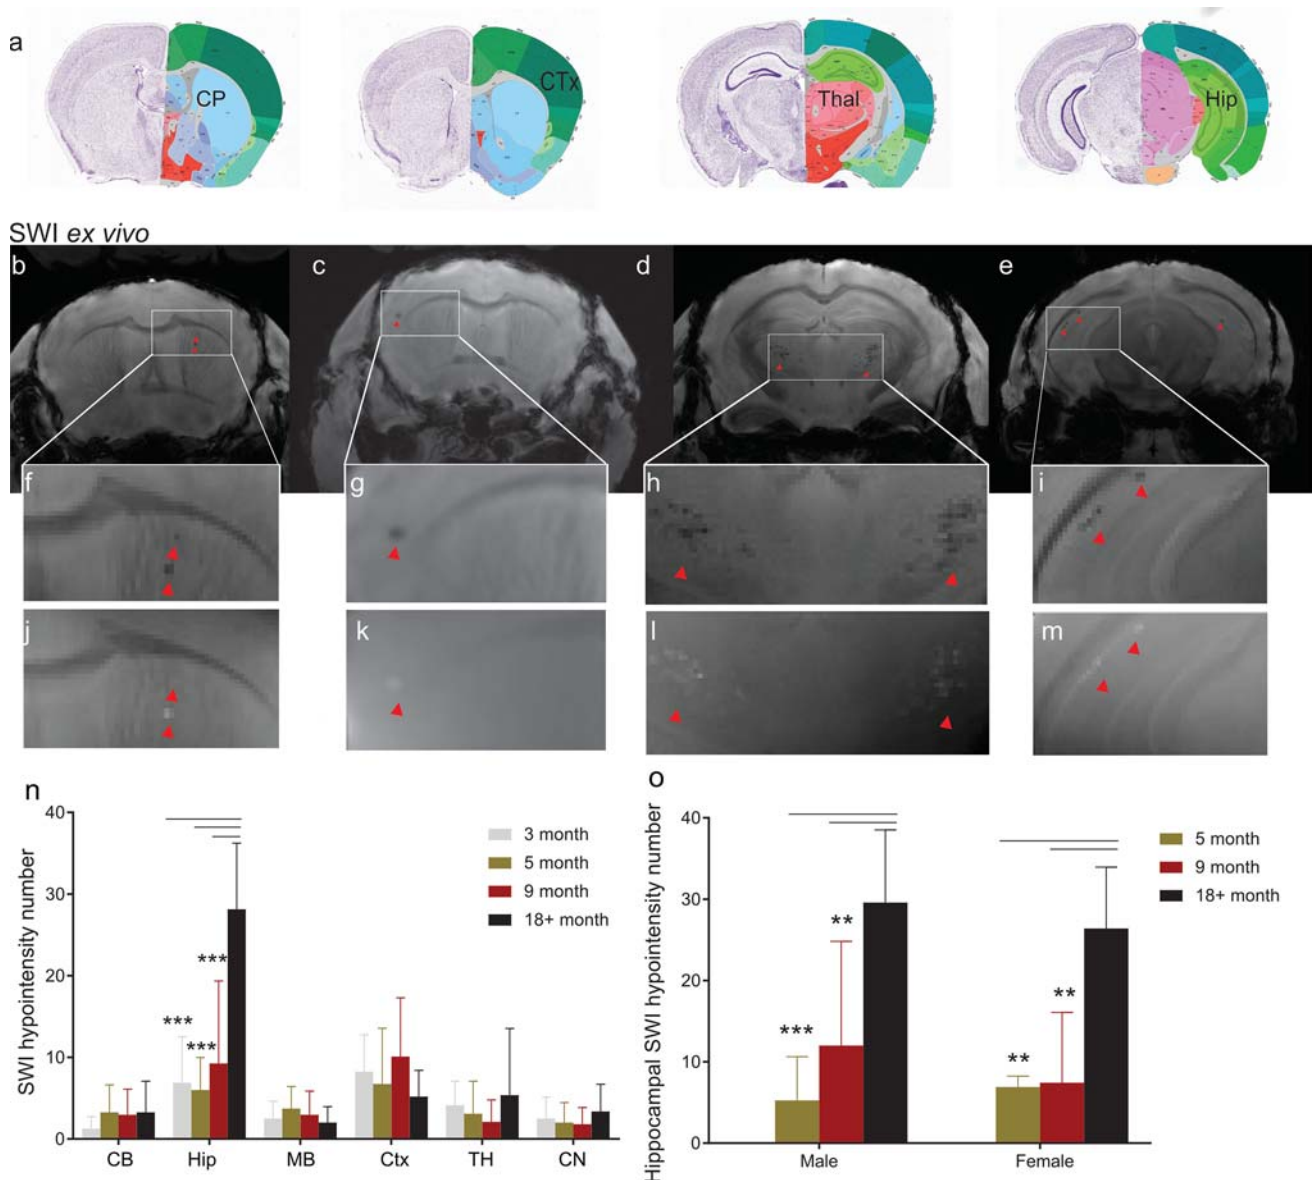 a
CP
CTx
Thal
Hip
SWI ex vivo
b
c
d
e
f
g
h
i
j
k
l
m
n
SWI hypointensity number
40
30
20
10
0
3 month
5 month
9 month
18+ month
***
***
***
CB
Hip
MB
Ctx
TH
CN
o
Hippocampal SWI hypointensity number
40
30
20
10
0
5 month
9 month
18+ month
***
**
**
**
Male
Female